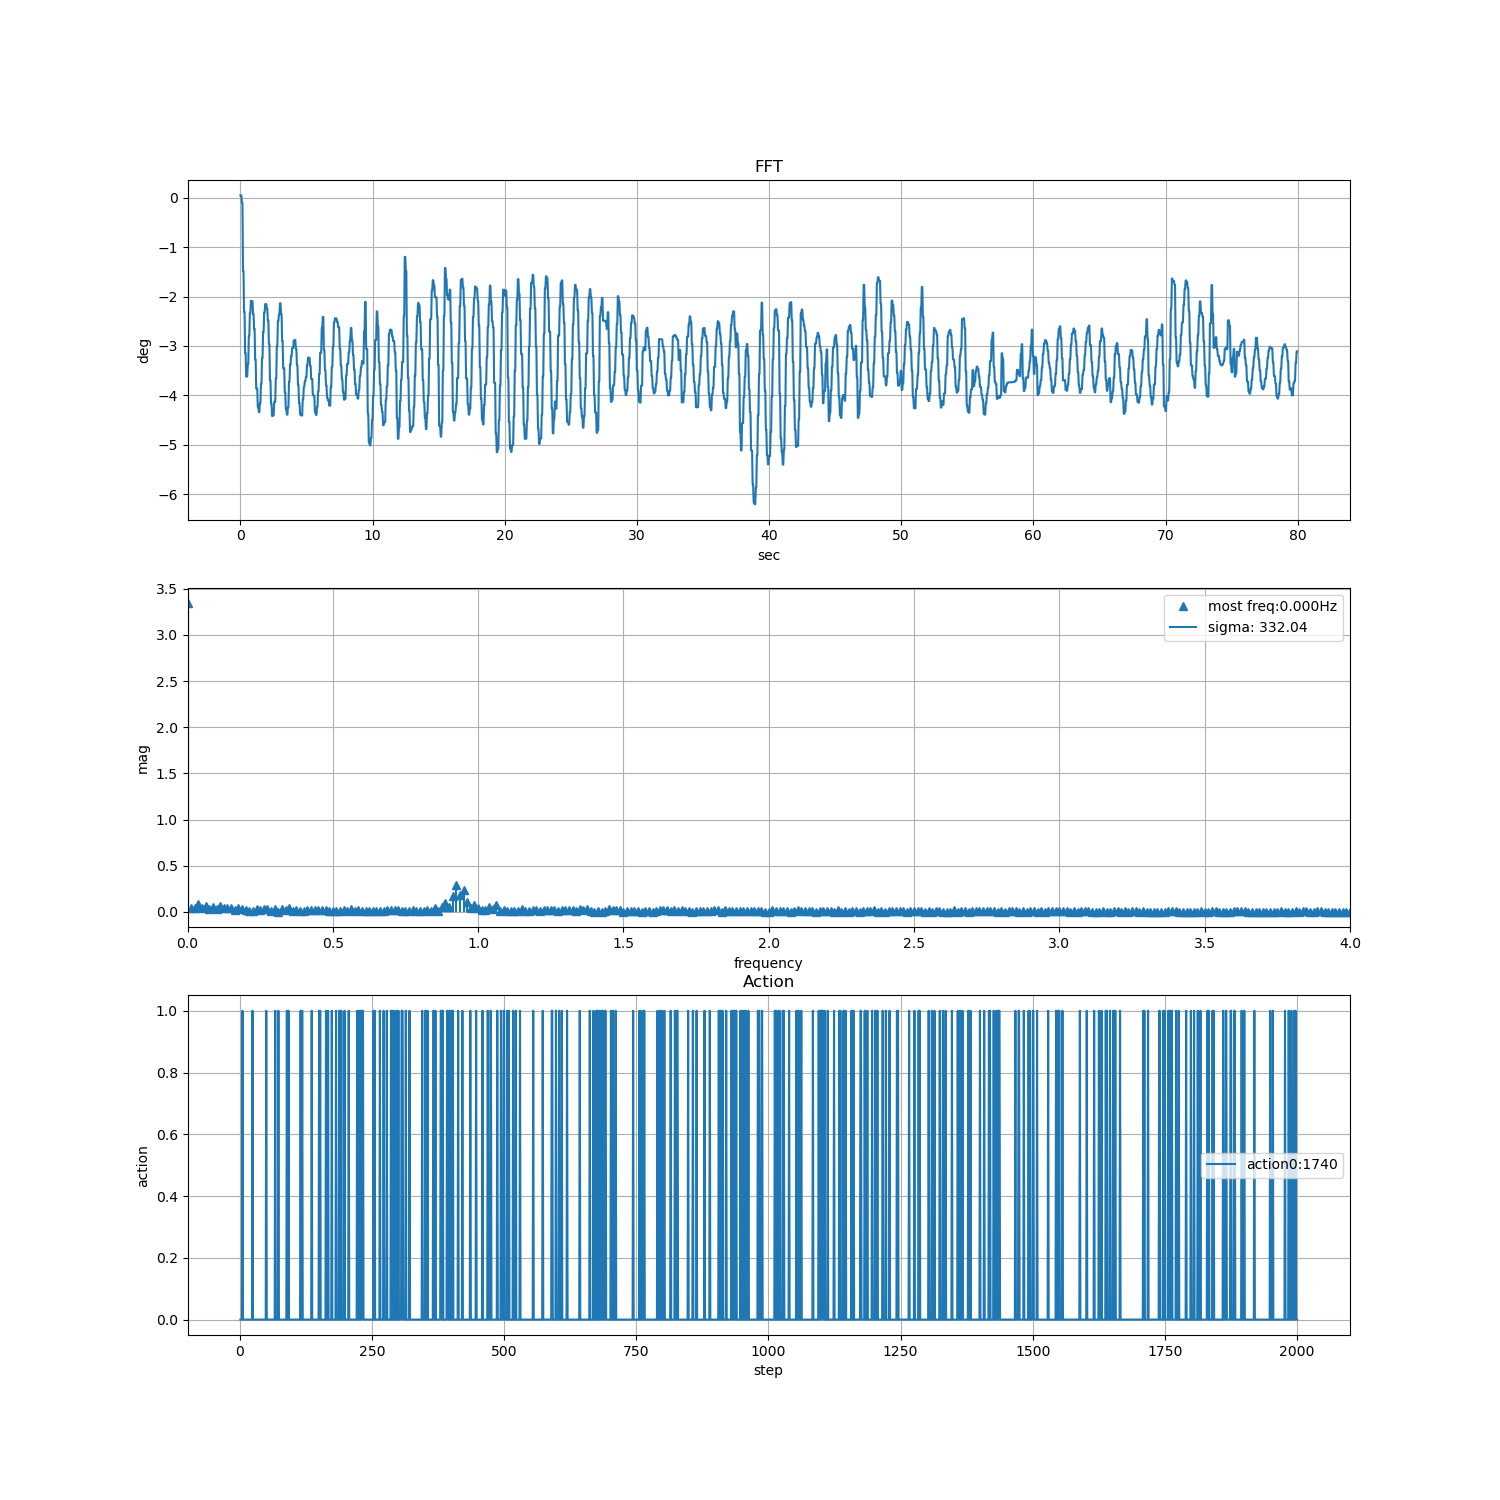 FFT
0
−1
−2
−3
−4
−5
−6
deg
0 10 20 30 40 50 60 70 80
sec
3.5
3.0
2.5
2.0
1.5
1.0
0.5
0.0
mag
most freq:0.000Hz
sigma: 332.04
0.0 0.5 1.0 1.5 2.0 2.5 3.0 3.5 4.0
frequency
Action
1.0
0.8
0.6
0.4
0.2
0.0
action
action0:1740
0 250 500 750 1000 1250 1500 1750 2000
step